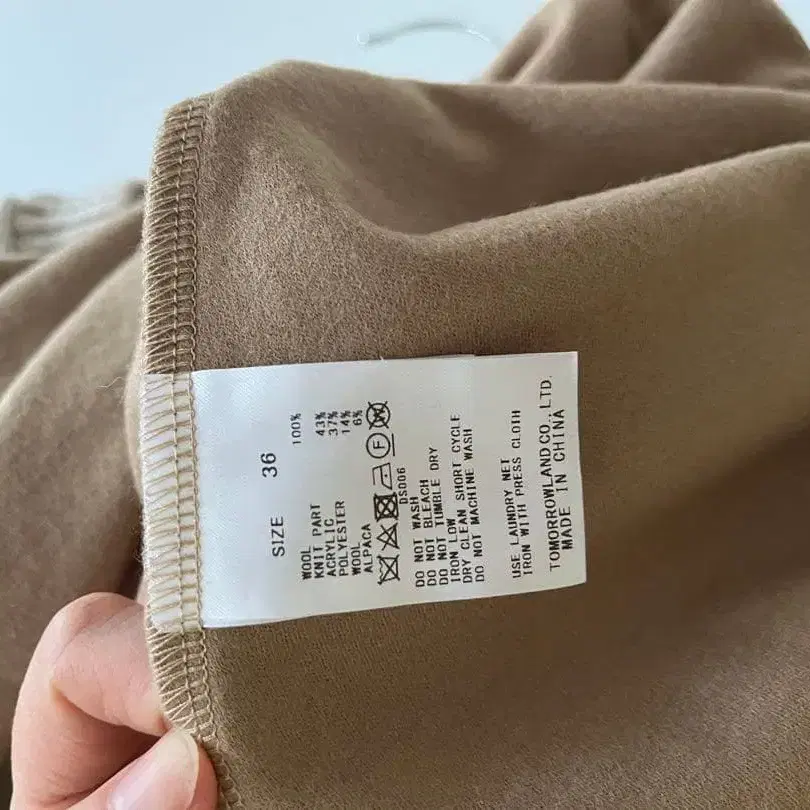 SIZE 36
WOOL 100%
KNIT PART
ACRYLIC 43%
POLYESTER 37%
WOOL 14%
ALPACA 6%
F
DS006
DO NOT WASH
DO NOT BLEACH
DO NOT TUMBLE DRY
IRON LOW
DRY CLEAN SHORT CYCLE
DO NOT MACHINE WASH
USE LAUNDRY NET
IRON WITH PRESS CLOTH
TOMORROWLAND CO., LTD.
MADE IN CHINA